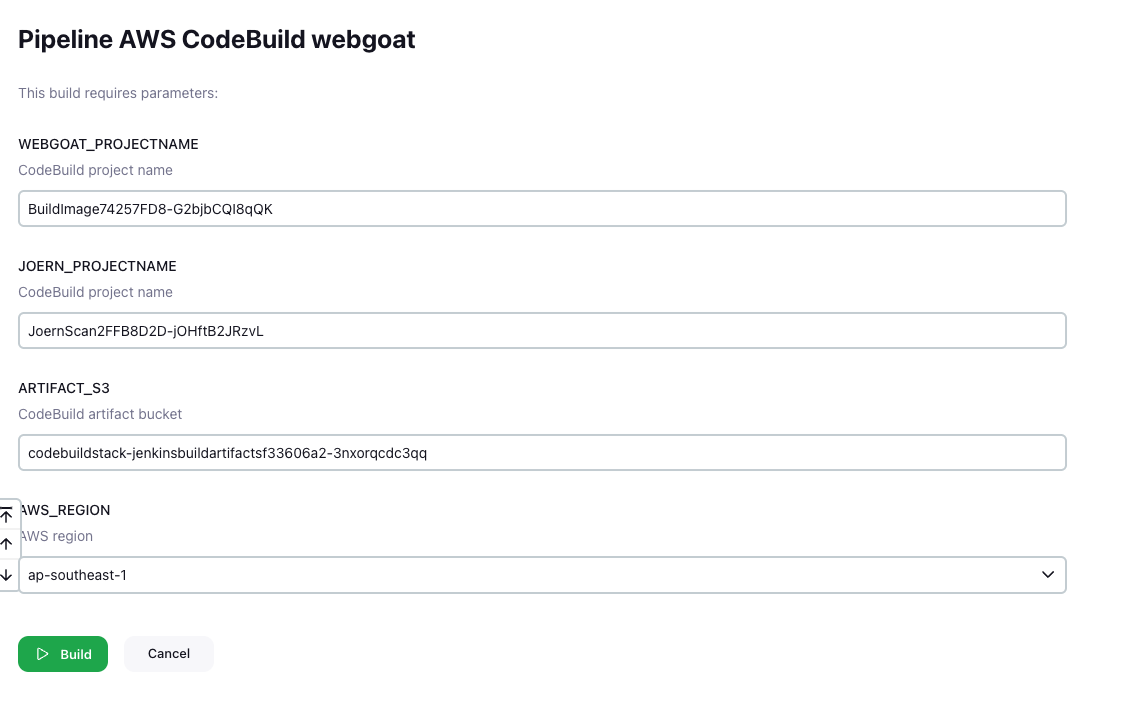 Pipeline AWS CodeBuild webgoat
This build requires parameters:
WEBGOAT_PROJECTNAME
CodeBuild project name
BuildImage74257FD8-G2bjbCQI8qQK
JOERN_PROJECTNAME
CodeBuild project name
JoernScan2FFB8D2D-jOHftB2JRzvL
ARTIFACT_S3
CodeBuild artifact bucket
codebuildstack-jenkinsbuildartifactsf33606a2-3nxorqcdc3qq
AWS_REGION
AWS region
ap-southeast-1
Build
Cancel